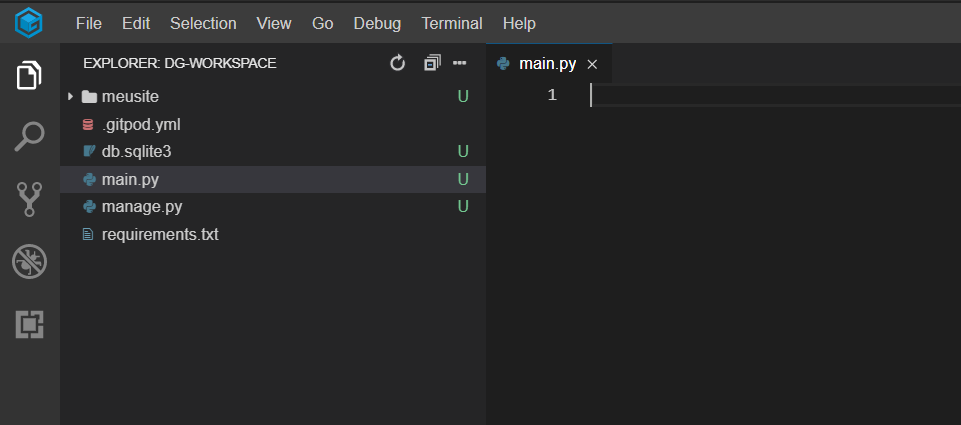 File Edit Selection View Go Debug Terminal Help
EXPLORER: DG-WORKSPACE
main.py
1
meusite U
.gitpod.yml
db.sqlite3 U
main.py U
manage.py U
requirements.txt